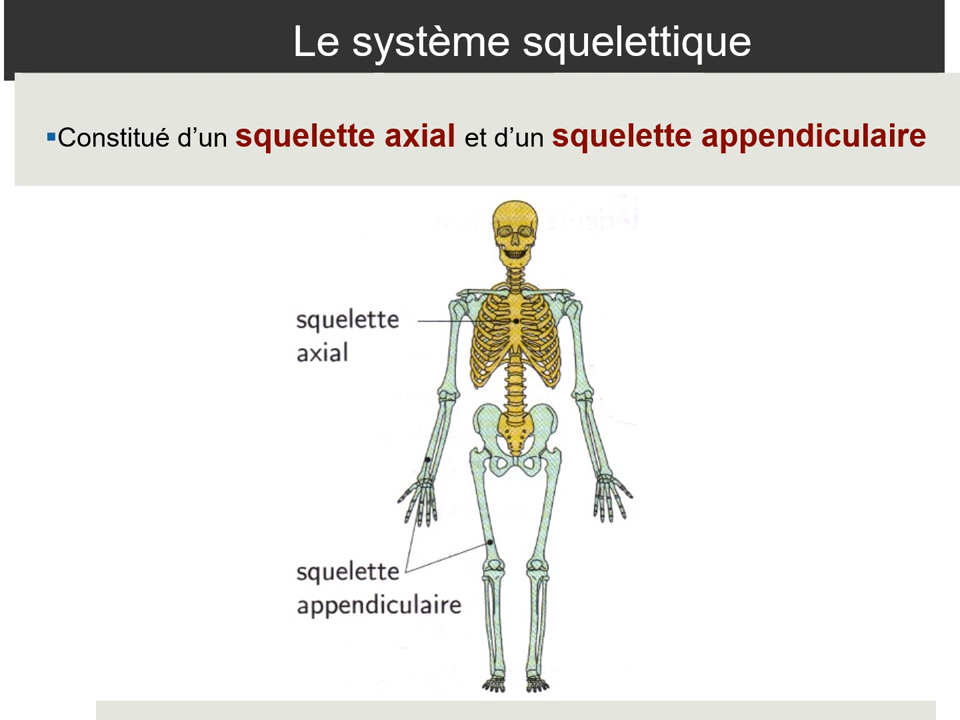 Le système squelettique
▪Constitué d’un squelette axial et d’un squelette appendiculaire
squelette
axial
squelette
appendiculaire